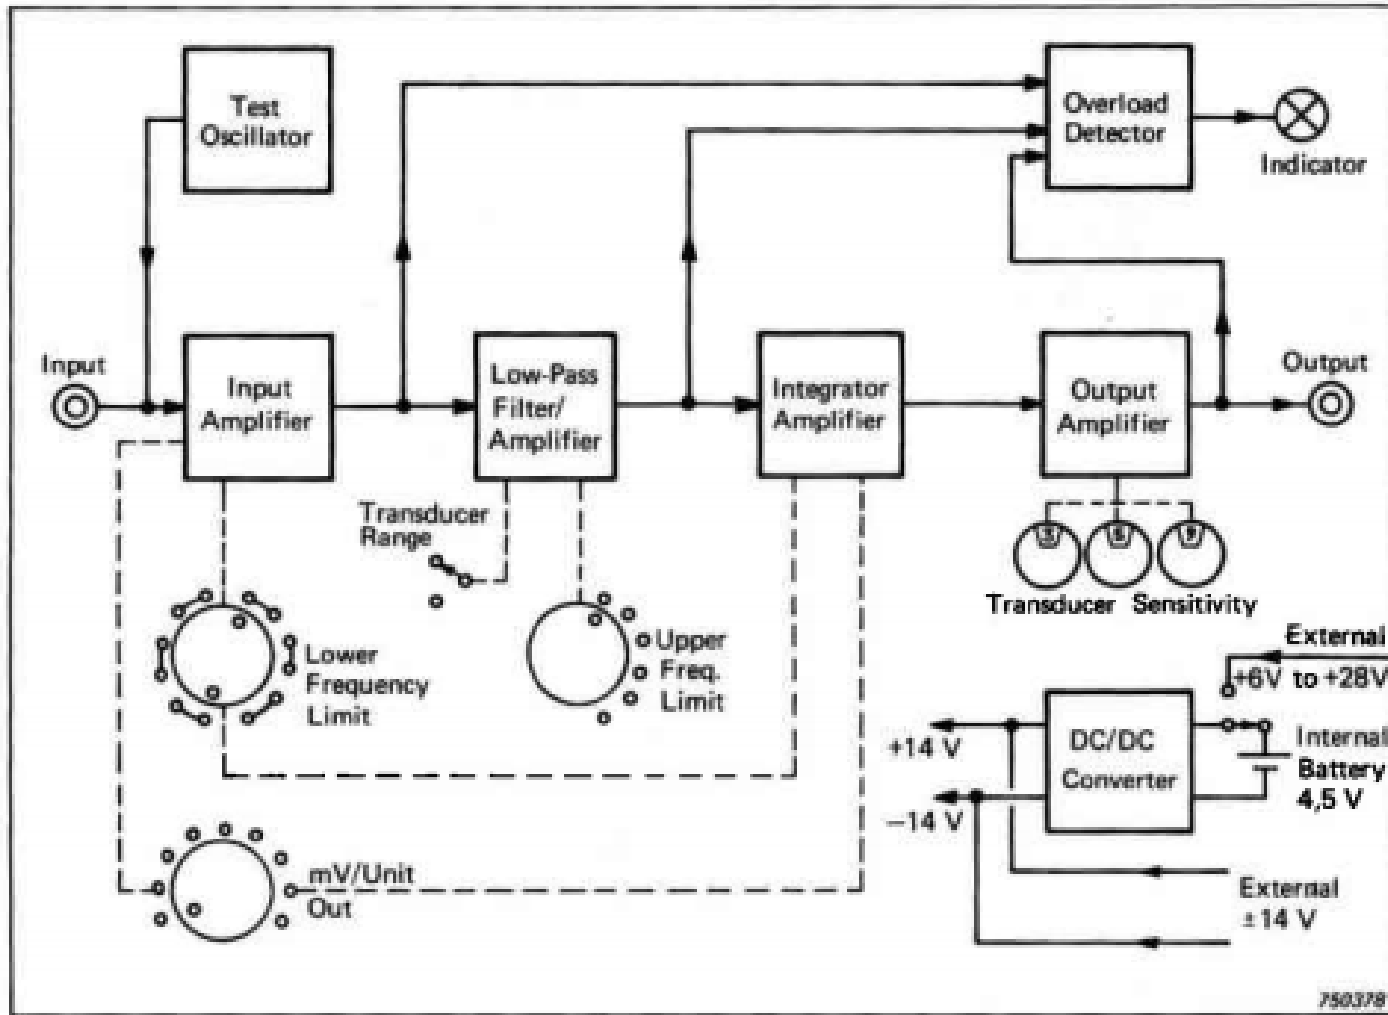 Test
Oscillator
Overload
Detector
Indicator
Input
Input
Amplifier
Low-Pass
Filter/
Amplifier
Integrator
Amplifier
Output
Amplifier
Output
Transducer
Range
Transducer Sensitivity
Lower
Frequency
Limit
Upper
Freq.
Limit
External
+6V to +28V
+14 V
DC/DC
Converter
Internal
Battery
4,5 V
−14 V
mV/Unit
Out
External
±14 V
750378